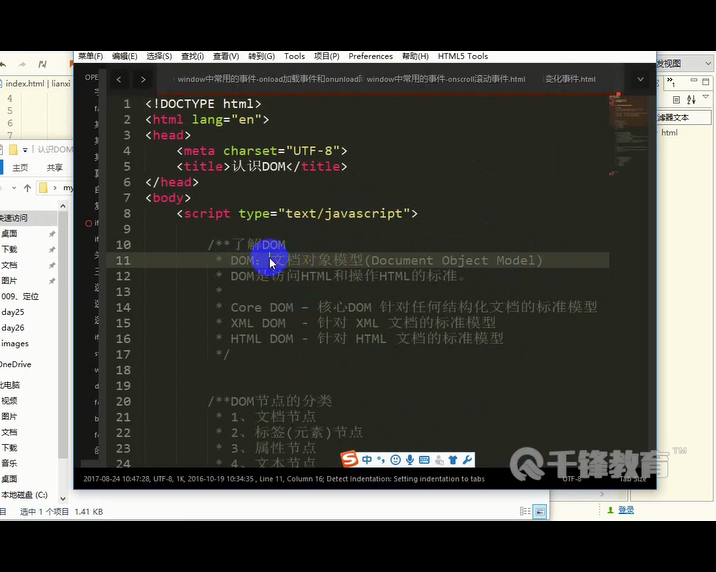 菜单(F) 编辑(E) 选择(S) 查找(i) 查看(V) 转到(G) Tools 项目(P) Preferences 帮助(H) HTML5 Tools
发视图
index.html | lianxi
window中常用的事件-onload加载事件和onunload window中常用的事件-onscroll滚动事件.html 变化事件.html
4
5
6
7
认识DOM
主页 共享
my
快速访问
桌面
下载
文档
图片
009、定位
day25
day26
images
OneDrive
此电脑
视频
图片
文档
下载
音乐
桌面
本地磁盘 (C:)
选中 1 个项目 1.41 KB
OPE
1 <!DOCTYPE html>
2 <html lang="en">
3 <head>
4 <meta charset="UTF-8">
5 <title>认识DOM</title>
6 </head>
7 <body>
8 <script type="text/javascript">
9
10 /**了解DOM
11 * DOM：文档对象模型(Document Object Model)
12 * DOM是访问HTML和操作HTML的标准。
13 *
14 * Core DOM – 核心DOM 针对任何结构化文档的标准模型
15 * XML DOM - 针对 XML 文档的标准模型
16 * HTML DOM - 针对 HTML 文档的标准模型
17 */
18
19
20 /**DOM节点的分类
21 * 1、文档节点
22 * 2、标签(元素)节点
23 * 3、属性节点
24 * 4、文本节点
中
2017-08-24 10:47:28, UTF-8, 1K, 2016-10-19 10:34:35 , Line 11, Column 16; Detect Indentation: Setting indentation to tabs UTF-8 Tab Size
千锋教育 TM
滤器文本
html
登录